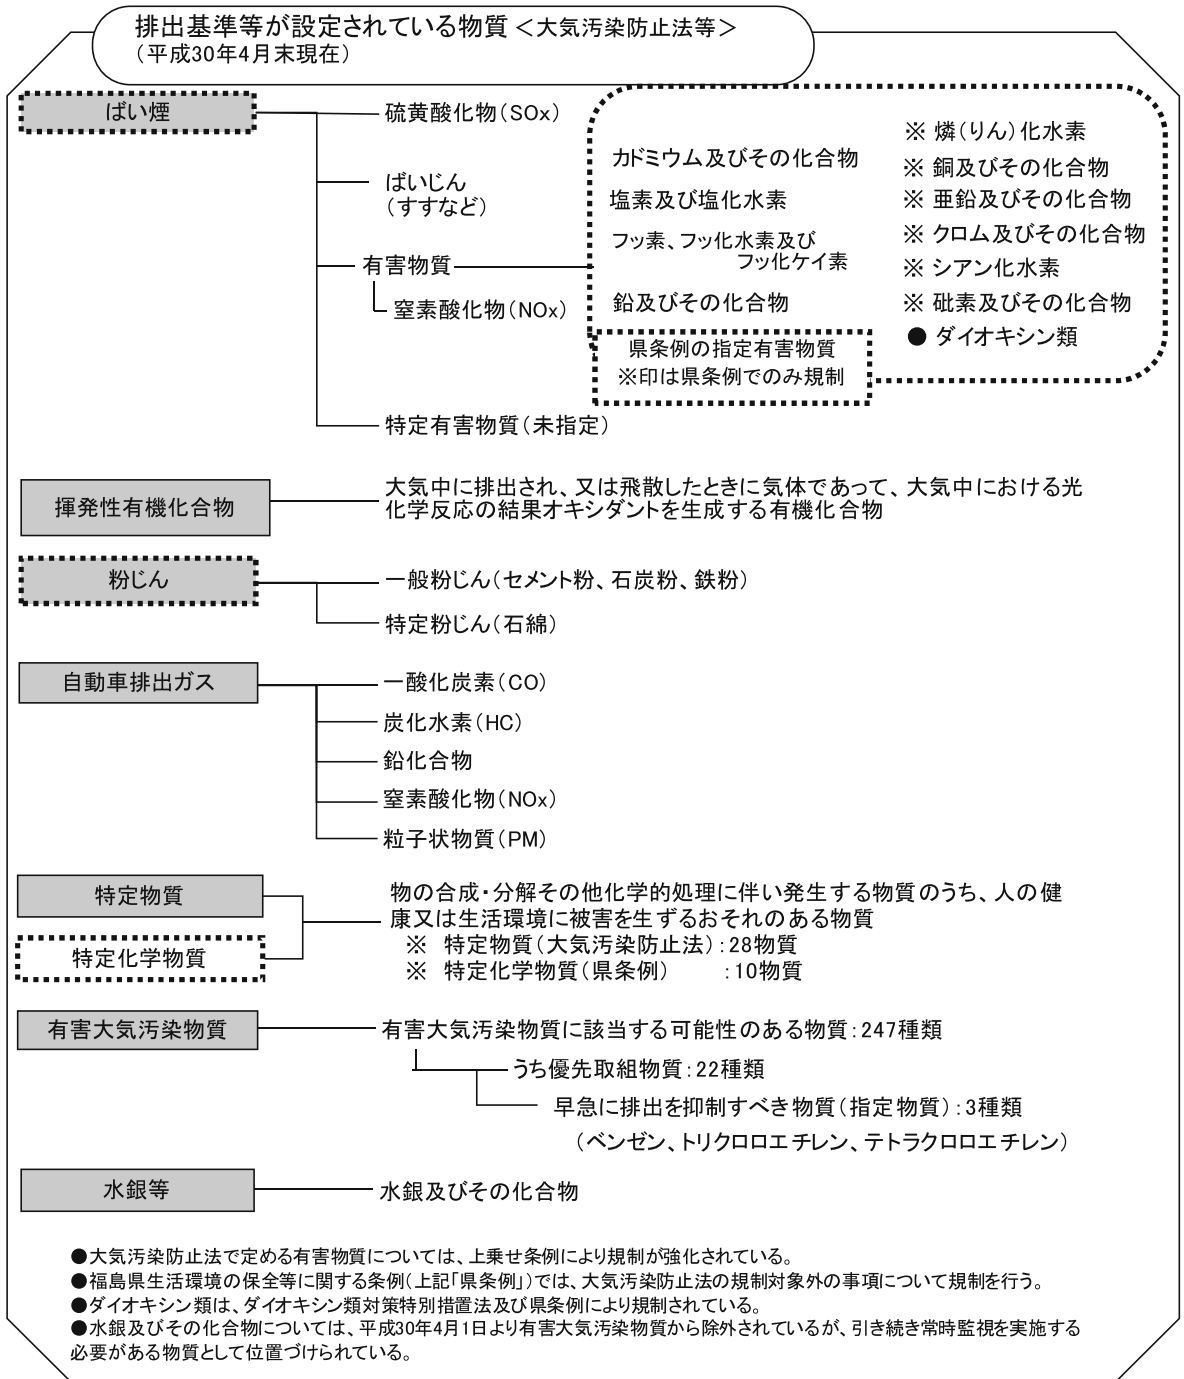 排出基準等が設定されている物質<大気汚染防止法等>
(平成30年4月末現在)
ばい煙
硫黄酸化物(SOx)
ばいじん
(すすなど)
有害物質
窒素酸化物(NOx)
カドミウム及びその化合物
塩素及び塩化水素
フッ素、フッ化水素及び
フッ化ケイ素
鉛及びその化合物
※ 燐(りん)化水素
※ 銅及びその化合物
※ 亜鉛及びその化合物
※ クロム及びその化合物
※ シアン化水素
※ 砒素及びその化合物
● ダイオキシン類
県条例の指定有害物質
※印は県条例でのみ規制
特定有害物質(未指定)
揮発性有機化合物
大気中に排出され、又は飛散したときに気体であって、大気中における光
化学反応の結果オキシダントを生成する有機化合物
粉じん
一般粉じん(セメント粉、石炭粉、鉄粉)
特定粉じん(石綿)
自動車排出ガス
一酸化炭素(CO)
炭化水素(HC)
鉛化合物
窒素酸化物(NOx)
粒子状物質(PM)
特定物質
特定化学物質
物の合成・分解その他化学的処理に伴い発生する物質のうち、人の健
康又は生活環境に被害を生ずるおそれのある物質
※ 特定物質(大気汚染防止法):28物質
※ 特定化学物質(県条例) :10物質
有害大気汚染物質
有害大気汚染物質に該当する可能性のある物質:247種類
うち優先取組物質:22種類
早急に排出を抑制すべき物質(指定物質):3種類
(ベンゼン、トリクロロエチレン、テトラクロロエチレン)
水銀等
水銀及びその化合物
●大気汚染防止法で定める有害物質については、上乗せ条例により規制が強化されている。
●福島県生活環境の保全等に関する条例(上記「県条例」)では、大気汚染防止法の規制対象外の事項について規制を行う。
●ダイオキシン類は、ダイオキシン類対策特別措置法及び県条例により規制されている。
●水銀及びその化合物については、平成30年4月1日より有害大気汚染物質から除外されているが、引き続き常時監視を実施する
必要がある物質として位置づけられている。